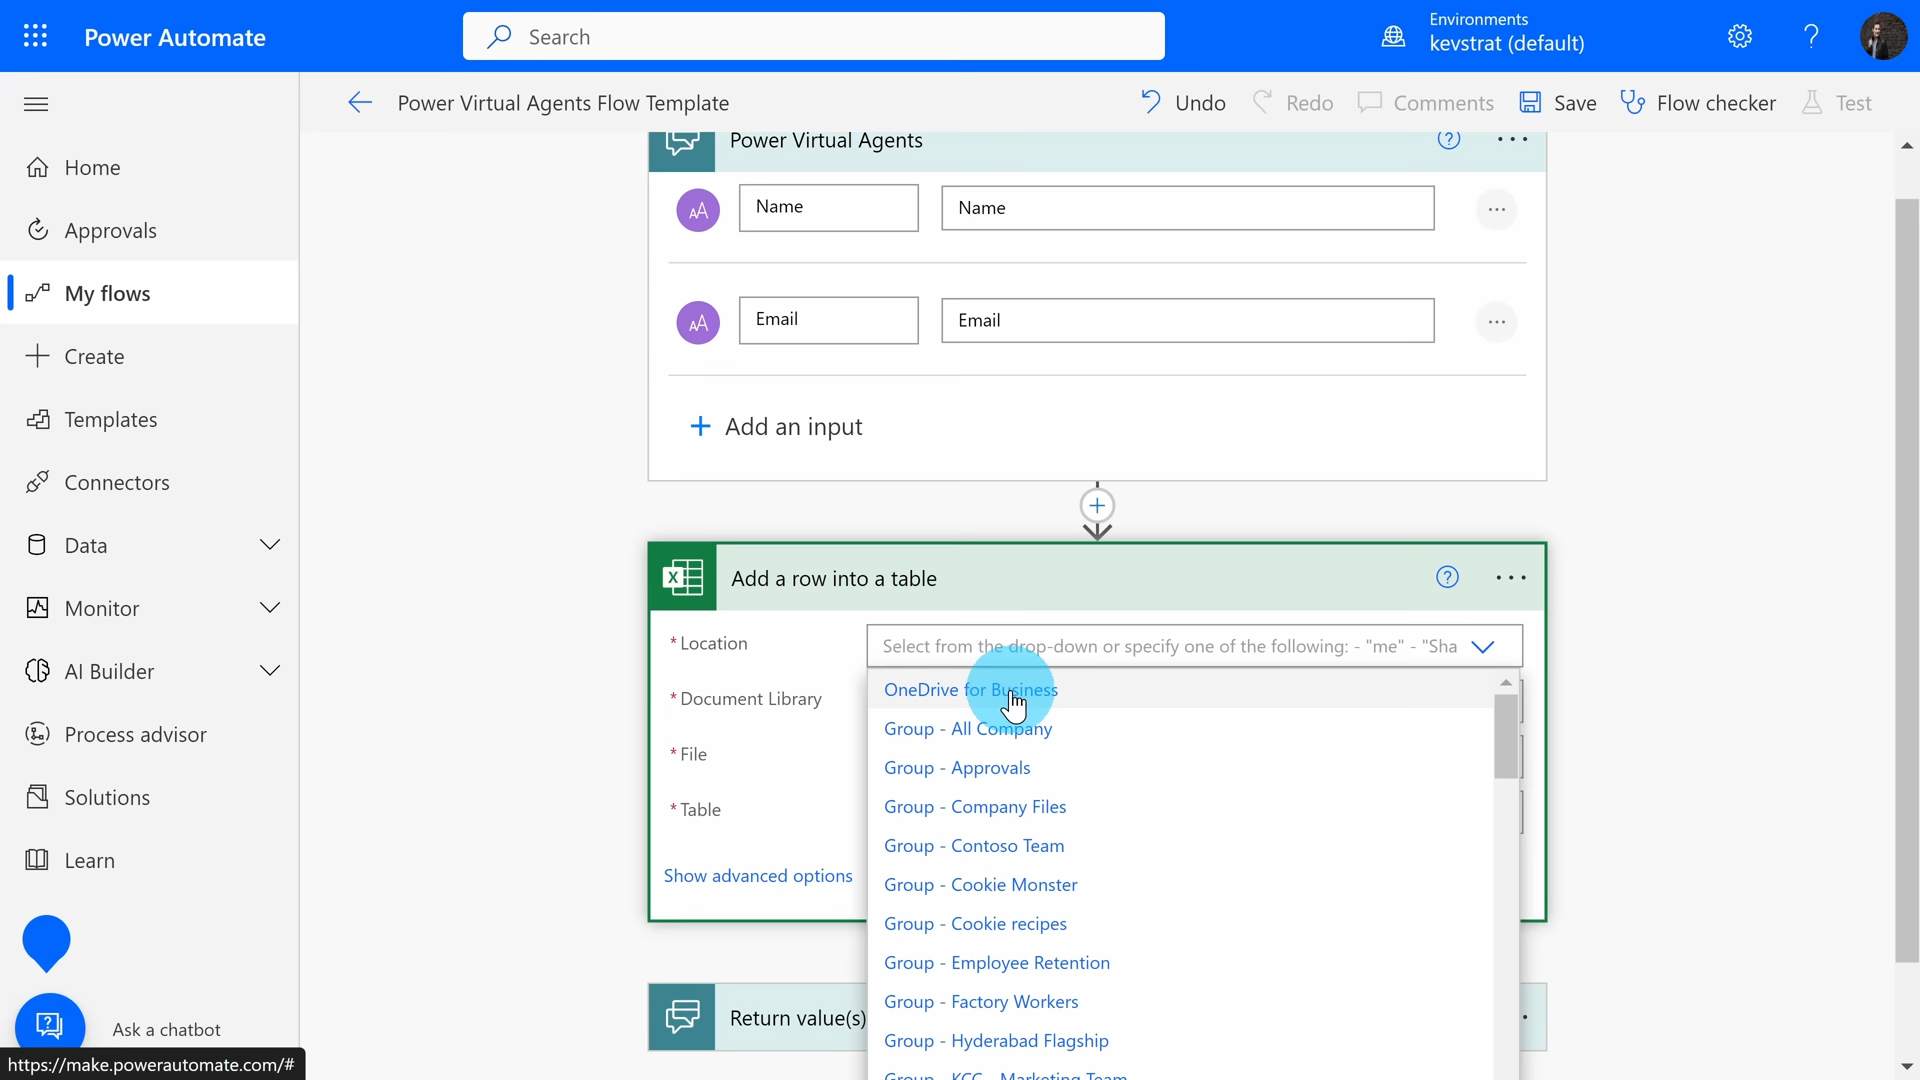 Power Automate
Search
Environments
kevstrat (default)
Power Virtual Agents Flow Template
Undo
Redo
Comments
Save
Flow checker
Test
Home
Approvals
My flows
Create
Templates
Connectors
Data
Monitor
AI Builder
Process advisor
Solutions
Learn
Ask a chatbot
https://make.powerautomate.com/#
Power Virtual Agents
Name
Name
Email
Email
Add an input
Add a row into a table
* Location
Select from the drop-down or specify one of the following: - "me" - "Sha
* Document Library
* File
* Table
Show advanced options
OneDrive for Business
Group - All Company
Group - Approvals
Group - Company Files
Group - Contoso Team
Group - Cookie Monster
Group - Cookie recipes
Group - Employee Retention
Group - Factory Workers
Group - Hyderabad Flagship
Group - KCC - Marketing Team
Return value(s)